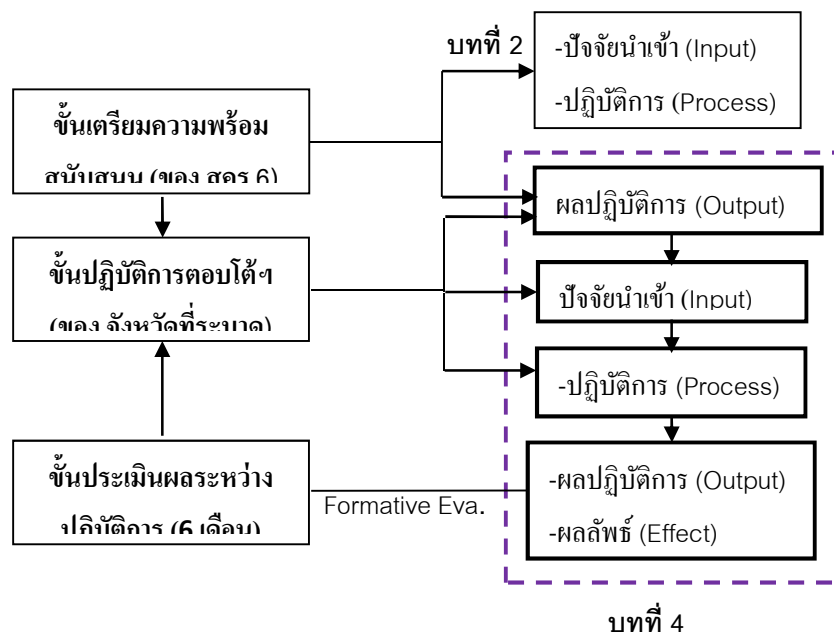 บทที่ 2
-ปัจจัยนำเข้า (Input)
-ปฏิบัติการ (Process)
ขั้นเตรียมความพร้อม
สนับสนุน (ของ สคร 6)
ผลปฏิบัติการ (Output)
ขั้นปฏิบัติการตอบโต้ฯ
(ของ จังหวัดที่ระบาด)
ปัจจัยนำเข้า (Input)
-ปฏิบัติการ (Process)
ขั้นประเมินผลระหว่าง
ปฏิบัติการ (6 เดือน)
Formative Eva.
-ผลปฏิบัติการ (Output)
-ผลลัพธ์ (Effect)
บทที่ 4